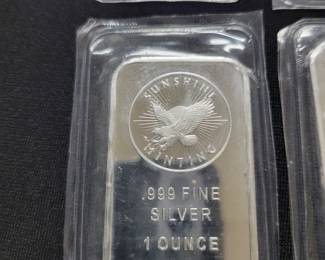 SUNSHINE
MINTING
.999 FINE
SILVER
1 OUNCE